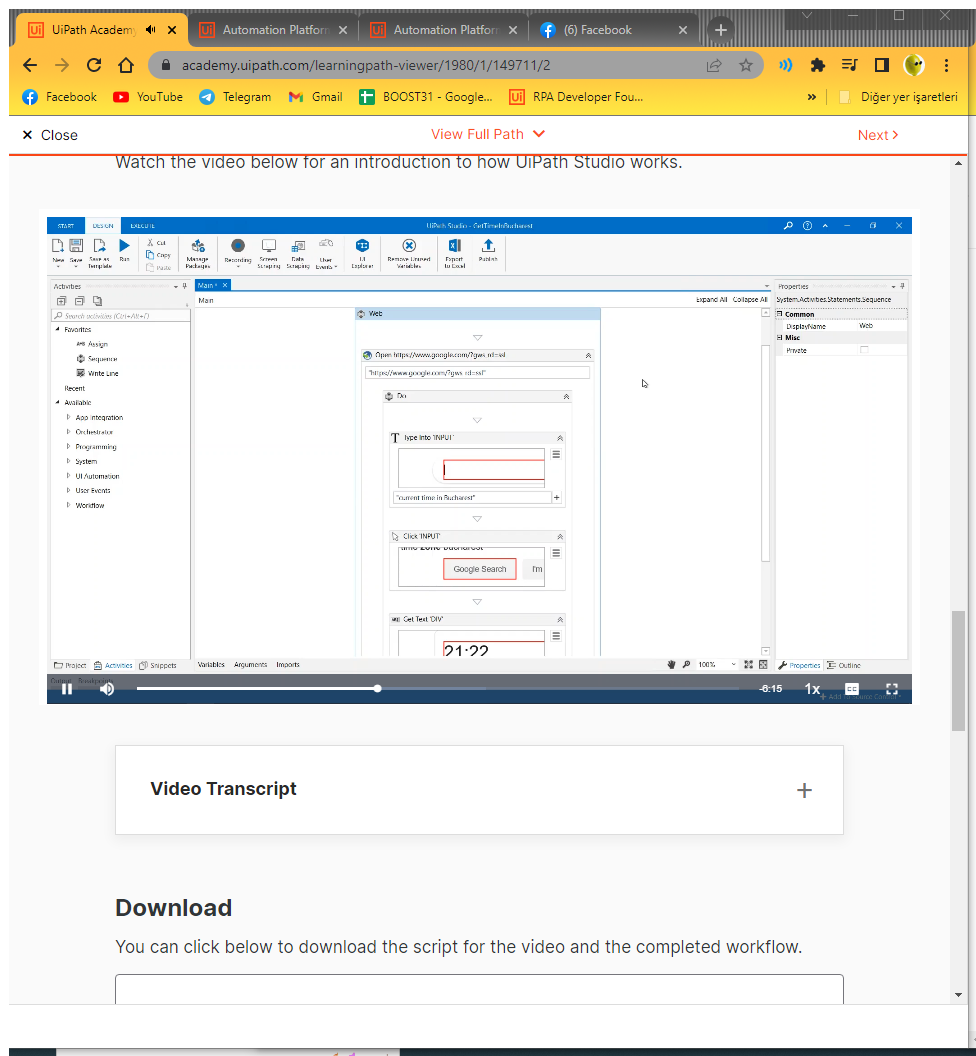 UiPath Academy
Automation Platform
Automation Platform
(6) Facebook
academy.uipath.com/learningpath-viewer/1980/1/149711/2
Facebook YouTube Telegram Gmail BOOST31 - Google... RPA Developer Fou... » Diğer yer işaretleri
× Close View Full Path Next >
Watch the video below for an introduction to how UiPath Studio works.
START DESIGN EXECUTE UiPath Studio - GetTimeInBucharest
New Save Save as Template Run Cut Copy Paste Manage Packages Recording Screen Scraping Data Scraping User Events UI Explorer Remove Unused Variables Export to Excel Publish
Activities
Main* ×
Properties
Main Expand All Collapse All
System.Activities.Statements.Sequence
Search activities (Ctrl+Alt+F)
Favorites
Assign
Sequence
Write Line
Recent
Available
App Integration
Orchestrator
Programming
System
UI Automation
User Events
Workflow
Web
Open https://www.google.com/?gws_rd=ssl
"https://www.google.com/?gws_rd=ssl"
Do
Type Into 'INPUT'
"current time in Bucharest"
Click 'INPUT'
time zone bucharest
Google Search I'm
Get Text 'DIV'
21:22
Common
DisplayName Web
Misc
Private
Project Activities Snippets Variables Arguments Imports 100% Properties Outline
Output Breakpoints
-6:15 1x CC
Add to Source Control
Video Transcript
Download
You can click below to download the script for the video and the completed workflow.